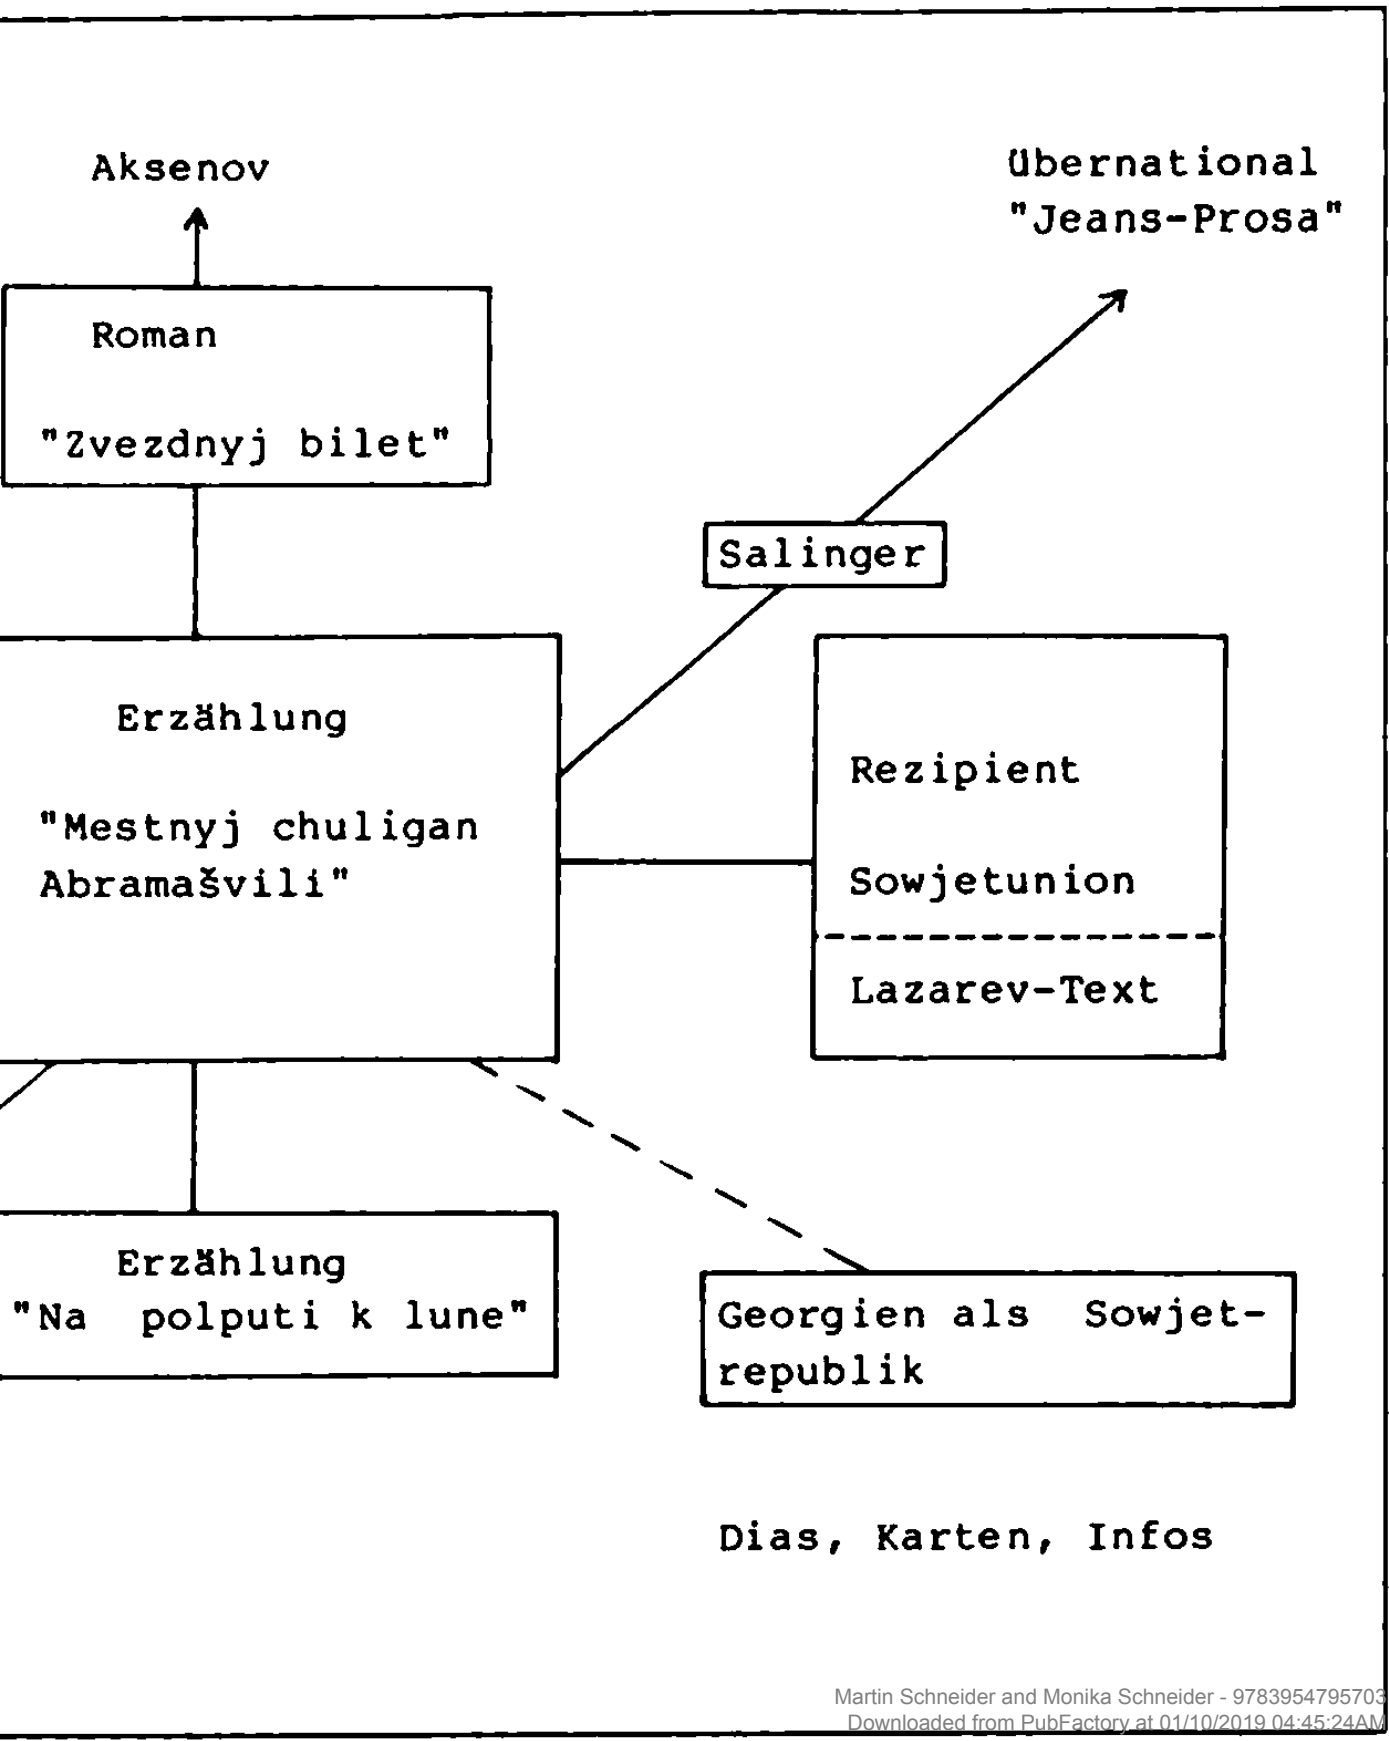 Aksenov
Übernational
"Jeans-Prosa"
Roman
"Zvezdnyj bilet"
Salinger
Erzählung
"Mestnyj chuligan
Abramašvili"
Rezipient
Sowjetunion
Lazarev-Text
Erzählung
"Na polputi k lune"
Georgien als Sowjet-
republik
Dias, Karten, Infos
Martin Schneider and Monika Schneider - 9783954795703
Downloaded from PubFactory at 01/10/2019 04:45:24AM